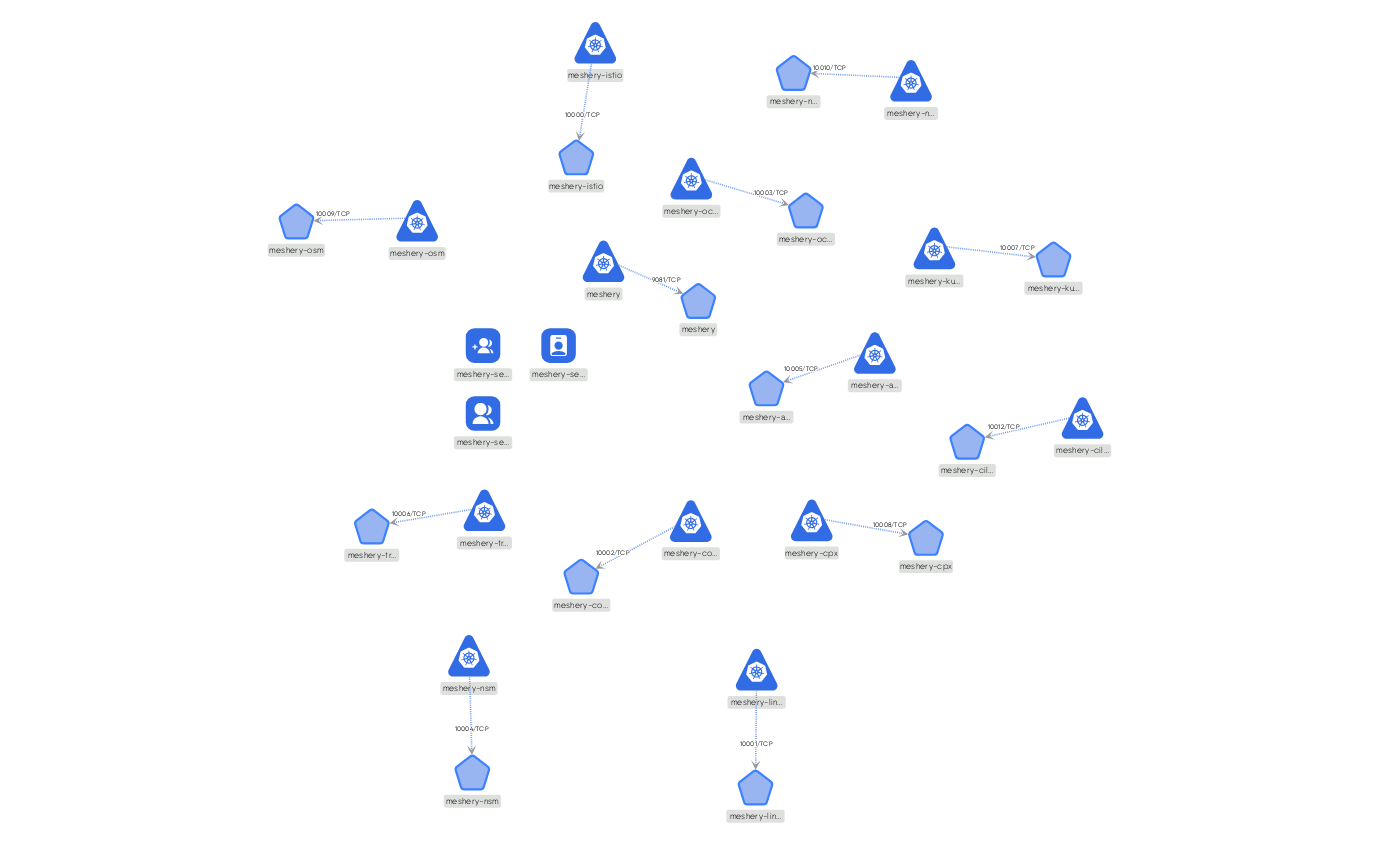 meshery-istio
10000/TCP
meshery-istio
10010/TCP
meshery-n...
meshery-n...
meshery-oc...
10003/TCP
meshery-oc...
10009/TCP
meshery-osm
meshery-osm
meshery
9081/TCP
meshery
meshery-ku...
10007/TCP
meshery-ku...
meshery-se...
meshery-se...
meshery-se...
10005/TCP
meshery-a...
meshery-a...
10012/TCP
meshery-cil...
meshery-cil...
10006/TCP
meshery-tr...
meshery-tr...
10002/TCP
meshery-co...
meshery-co...
meshery-cpx
10008/TCP
meshery-cpx
meshery-nsm
10004/TCP
meshery-nsm
meshery-lin...
10001/TCP
meshery-lin...